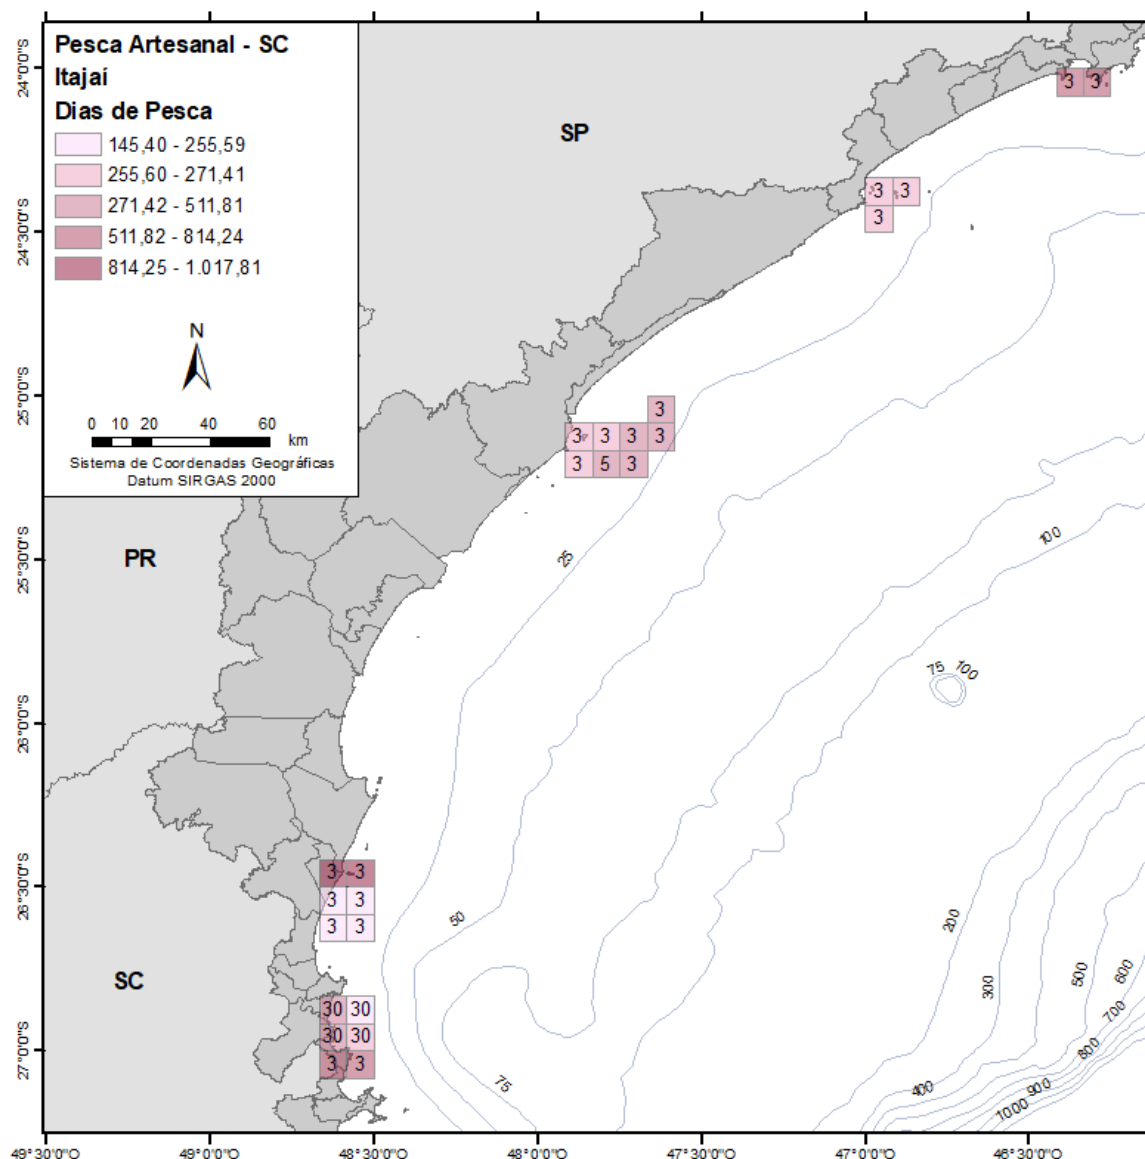 Pesca Artesanal - SC
Itajaí
Dias de Pesca
145,40 - 255,59
255,60 - 271,41
271,42 - 511,81
511,82 - 814,24
814,25 - 1.017,81
N
0 10 20 40 60
km
Sistema de Coordenadas Geográficas
Datum SIRGAS 2000
SP
PR
SC
3 3
3 3
3
3
3 3 3 3
3 5 3
3 3
3 3
3 3
30 30
30 30
3 3
25
50
75
100
75
100
200
300
400
500
600
700
800
900
1000
24°0'0"S
24°30'0"S
25°0'0"S
25°30'0"S
26°0'0"S
26°30'0"S
27°0'0"S
49°30'0"O
49°0'0"O
48°30'0"O
48°0'0"O
47°30'0"O
47°0'0"O
46°30'0"O